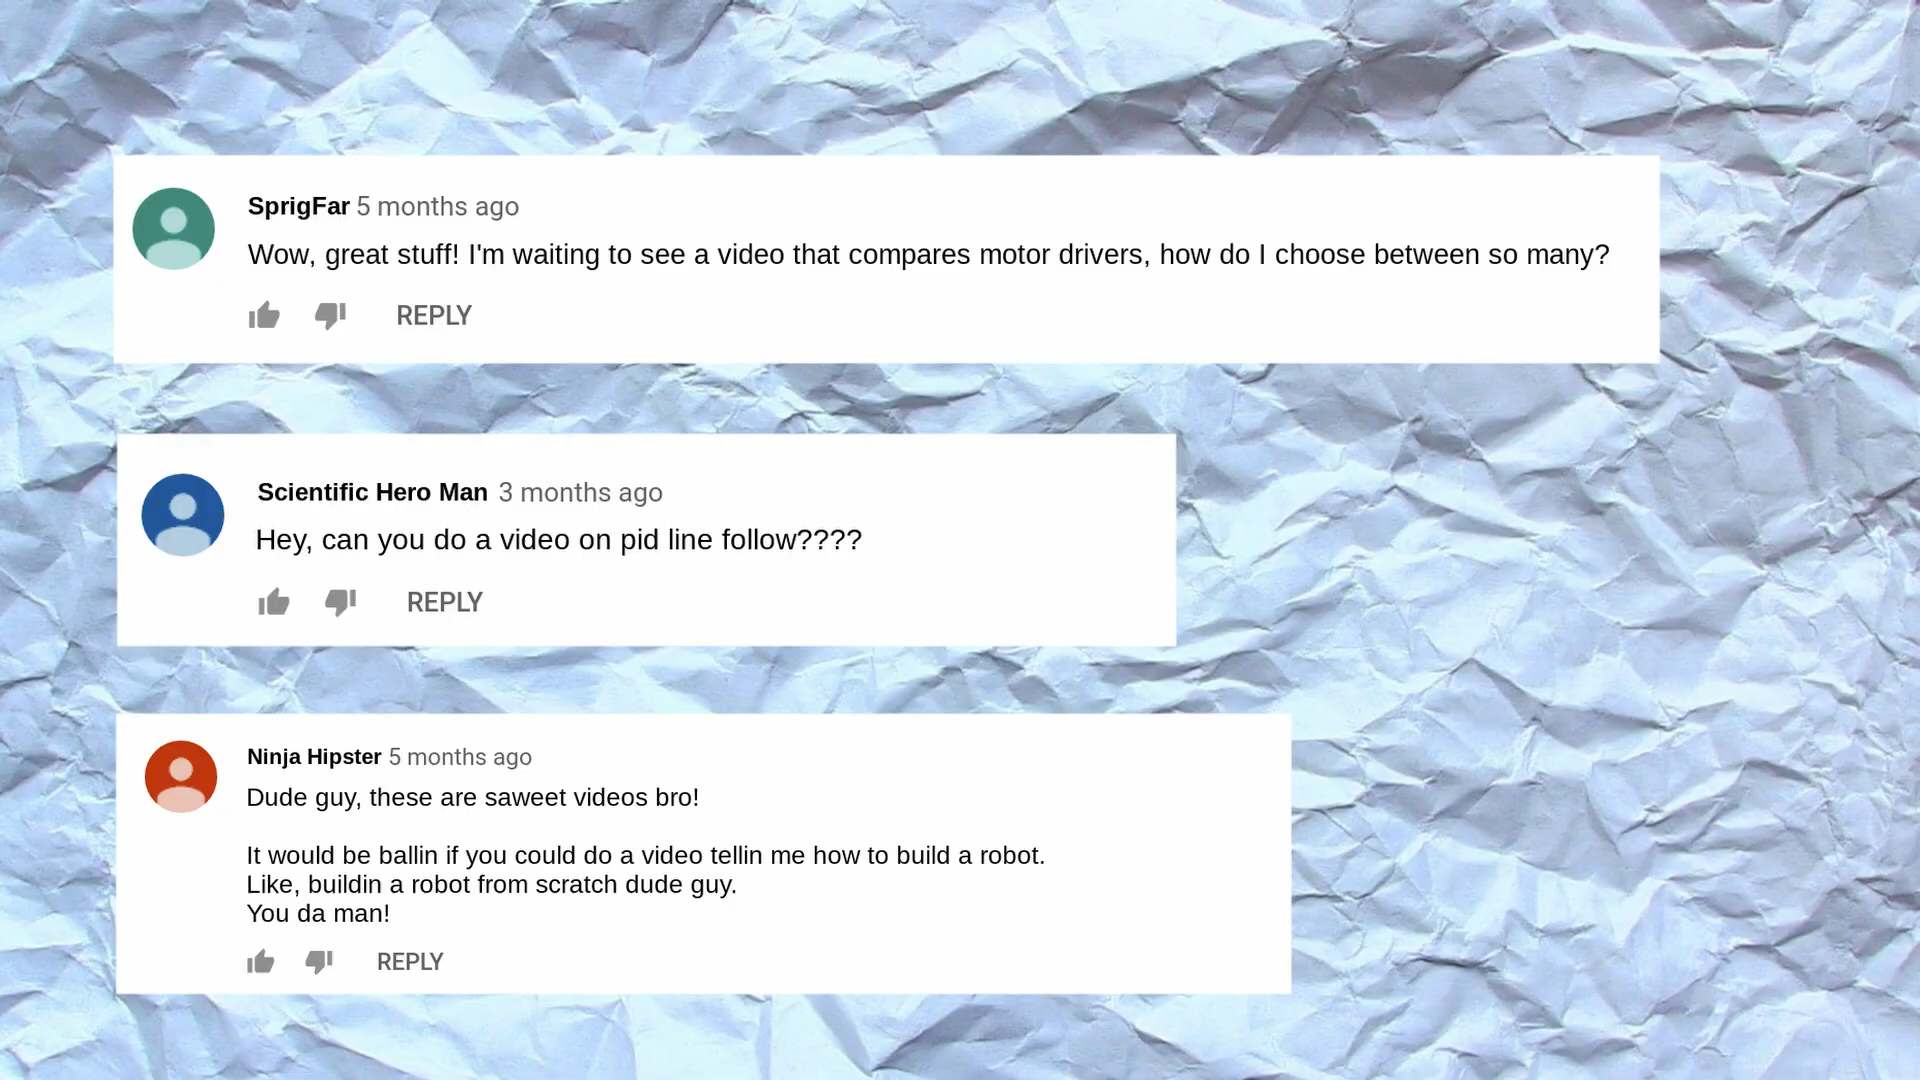 SprigFar 5 months ago
Wow, great stuff! I'm waiting to see a video that compares motor drivers, how do I choose between so many?
REPLY
Scientific Hero Man 3 months ago
Hey, can you do a video on pid line follow????
REPLY
Ninja Hipster 5 months ago
Dude guy, these are saweet videos bro!
It would be ballin if you could do a video tellin me how to build a robot.
Like, buildin a robot from scratch dude guy.
You da man!
REPLY